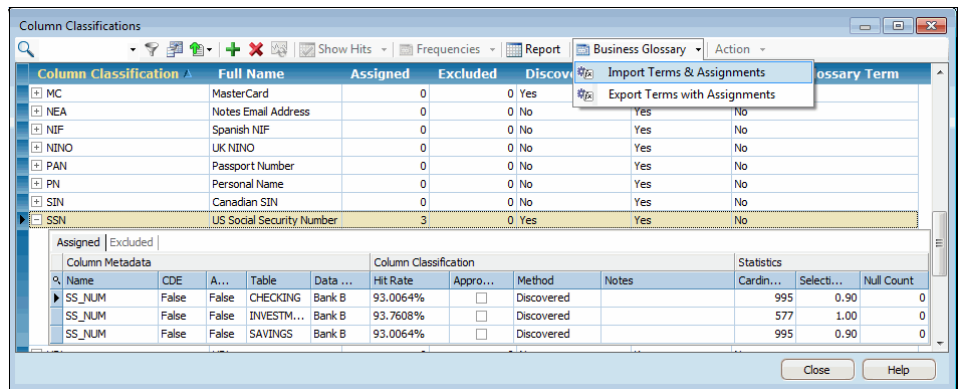 Column Classifications
Show Hits Frequencies Report Business Glossary Action
Import Terms & Assignments
Export Terms with Assignments
Column Classification Full Name Assigned Excluded Discove lossary Term
MC MasterCard 0 0 Yes
NEA Notes Email Address 0 0 No Yes No
NIF Spanish NIF 0 0 No Yes No
NINO UK NINO 0 0 No Yes No
PAN Passport Number 0 0 No Yes No
PN Personal Name 0 0 No Yes No
SIN Canadian SIN 0 0 No Yes No
SSN US Social Security Number 3 0 Yes Yes No
Assigned Excluded
Column Metadata Column Classification Statistics
Name CDE A... Table Data ... Hit Rate Appro... Method Notes Cardin... Selecti... Null Count
SS_NUM False False CHECKING Bank B 93.0064% Discovered 995 0.90 0
SS_NUM False False INVESTM... Bank B 93.7608% Discovered 577 1.00 0
SS_NUM False False SAVINGS Bank B 93.0064% Discovered 995 0.90 0
Close Help